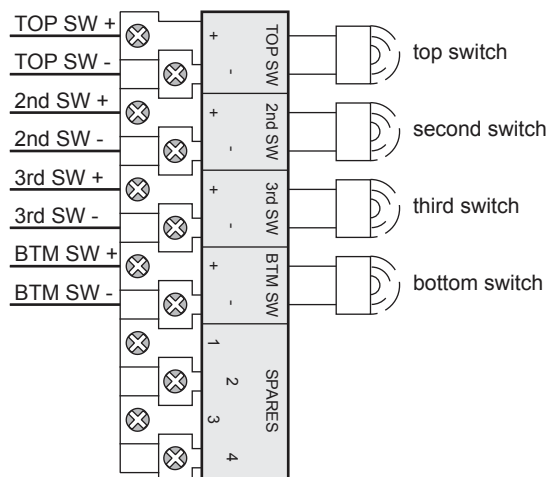 TOP SW +
TOP SW -
2nd SW +
2nd SW -
3rd SW +
3rd SW -
BTM SW +
BTM SW -
+
-
TOP SW
+
-
2nd SW
+
-
3rd SW
+
-
BTM SW
1
2
3
4
SPARES
top switch
second switch
third switch
bottom switch